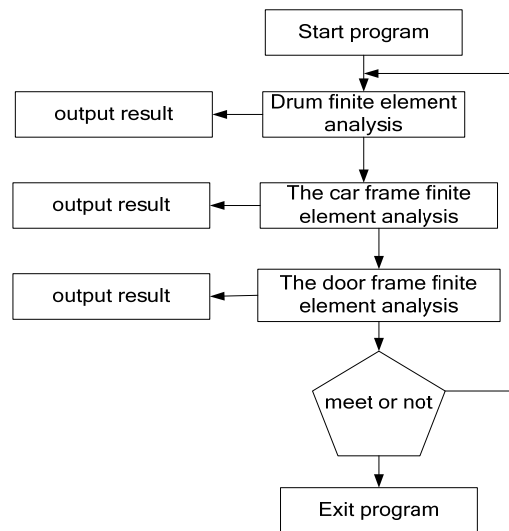 Start program
output result
Drum finite element
analysis
output result
The car frame finite
element analysis
output result
The door frame finite
element analysis
meet or not
Exit program